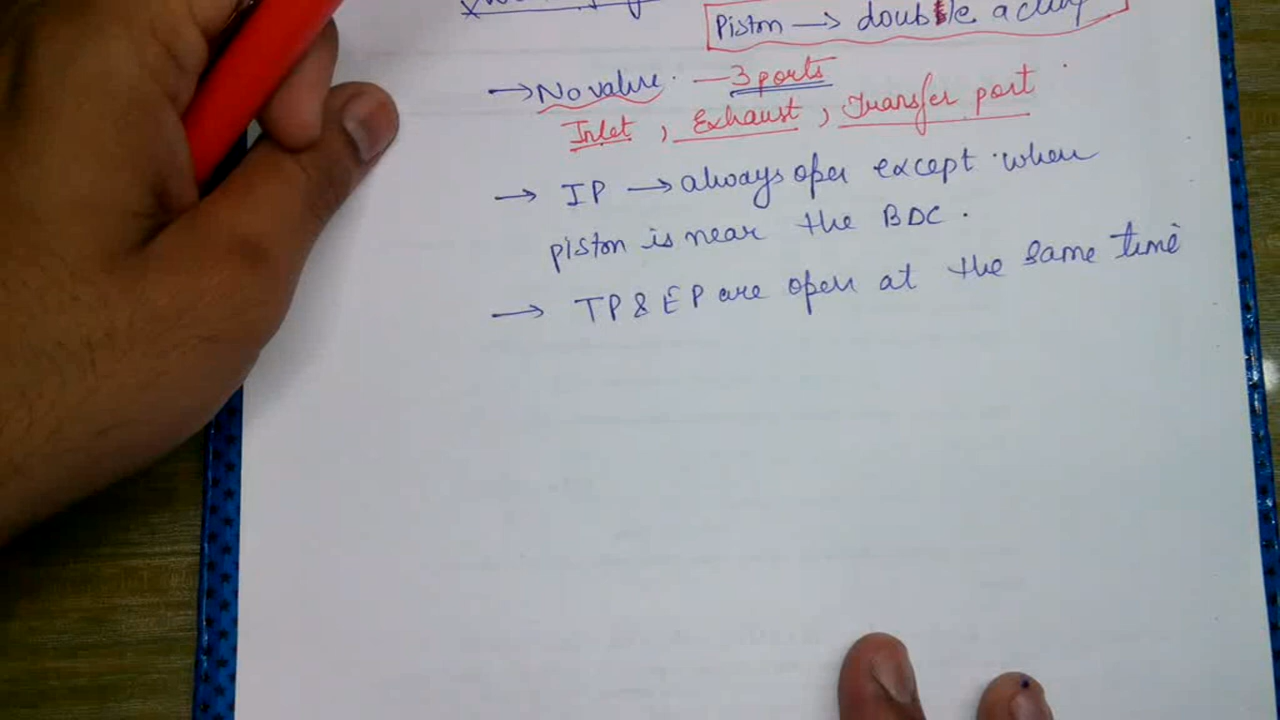 Piston → double acting
→ No valve - 3 ports
Inlet, Exhaust, Transfer port
→ IP → always open except when
piston is near the BDC.
→ TP & EP are open at the same time